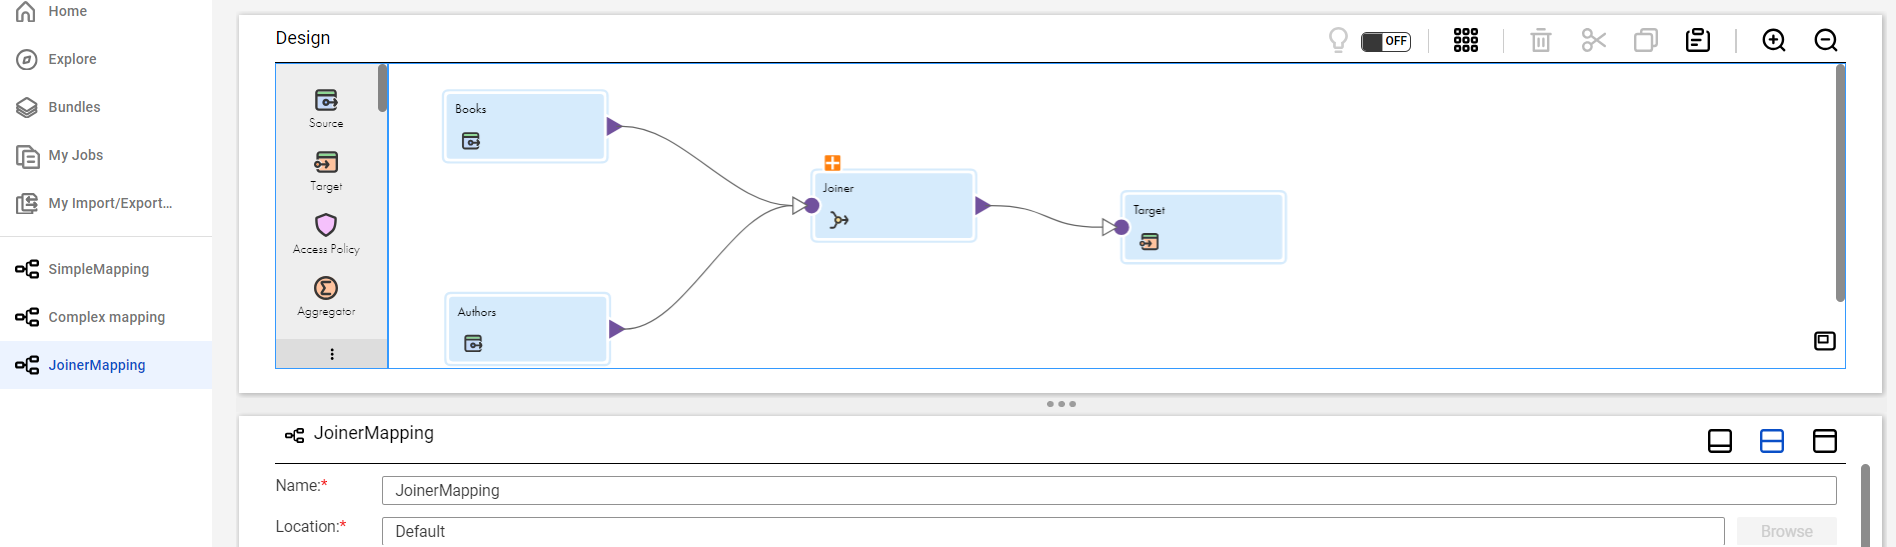 Home
Explore
Bundles
My Jobs
My Import/Export...
SimpleMapping
Complex mapping
JoinerMapping
Design
OFF
Source
Target
Access Policy
Aggregator
Books
Authors
Joiner
Target
JoinerMapping
Name:*
JoinerMapping
Location:*
Default
Browse